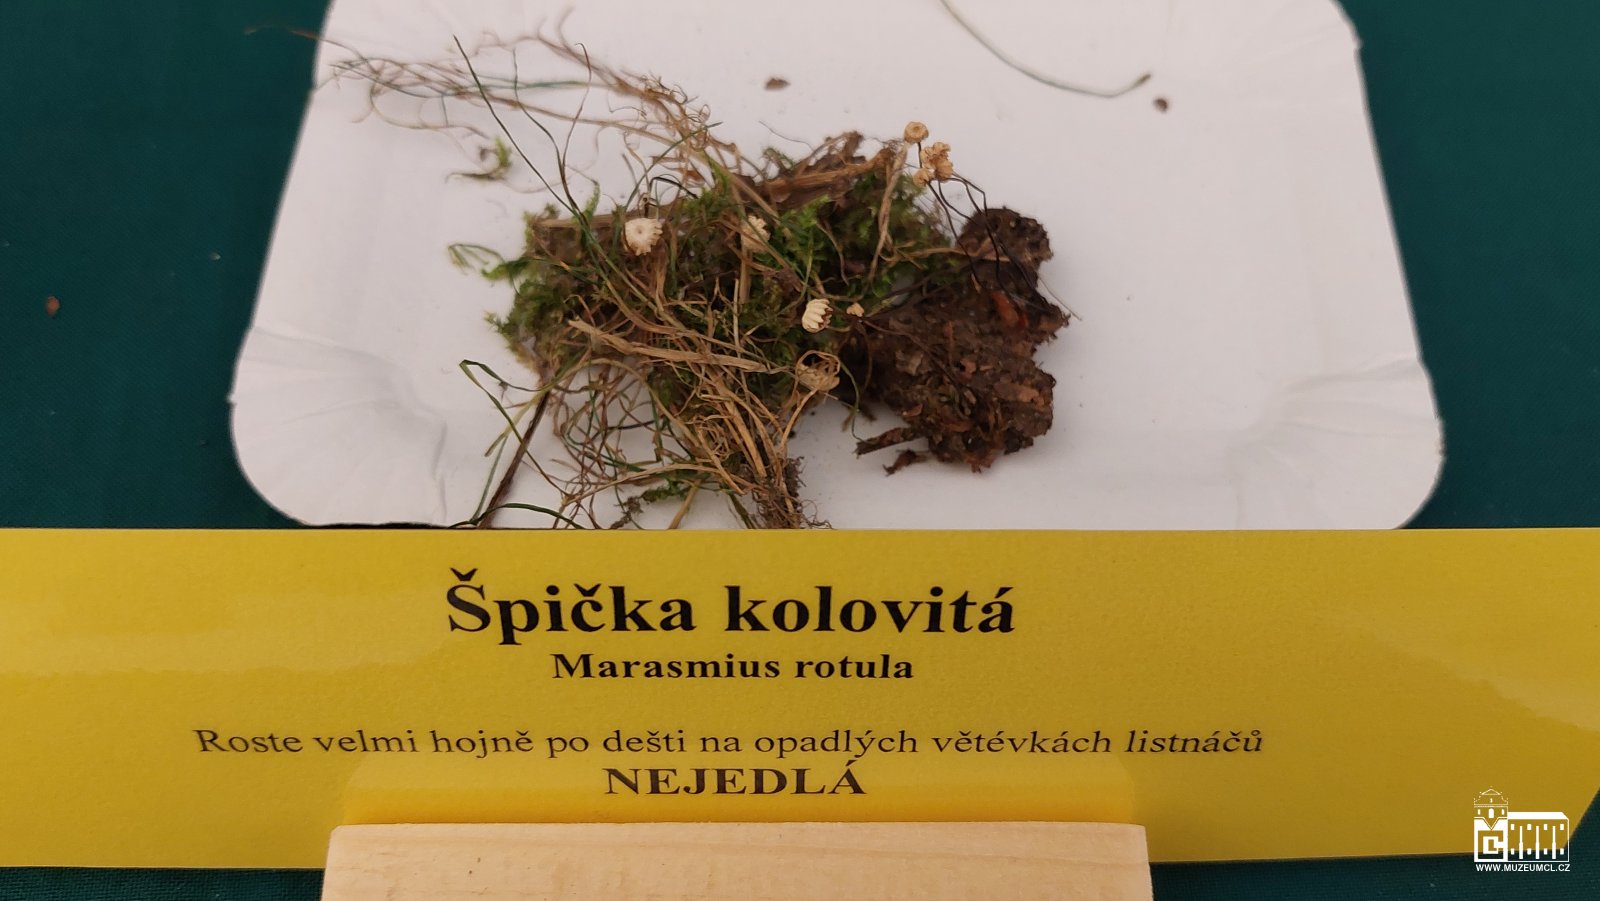 Špička kolovitá
Marasmius rotula
Roste velmi hojně po dešti na opadlých větévkách listnáčů
NEJEDLÁ
WWW.MUZEUMCL.CZ